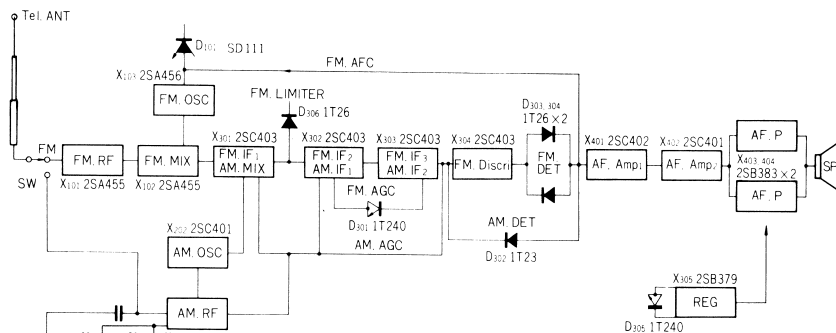 Tel. ANT
D101 SD111
X103 2SA456
FM. AFC
FM. OSC
FM. LIMITER
D306 1T26
D303, 304
1T26×2
FM
X301 2SC403
X302 2SC403
X303 2SC403
X304 2SC403
X401 2SC402
X402 2SC401
FM. RF
FM. MIX
FM. IF1
AM. MIX
FM. IF2
AM. IF1
FM. IF3
AM. IF2
FM. Discri
FM.
DET
AF. Amp1
AF. Amp2
AF. P
X403, 404
2SB383×2
AF. P
SP
X101 2SA455
X102 2SA455
SW
FM. AGC
D301 1T240
AM. DET
D302 1T23
X202 2SC401
AM. OSC
AM. AGC
AM. RF
X305 2SB379
REG
D305 1T240